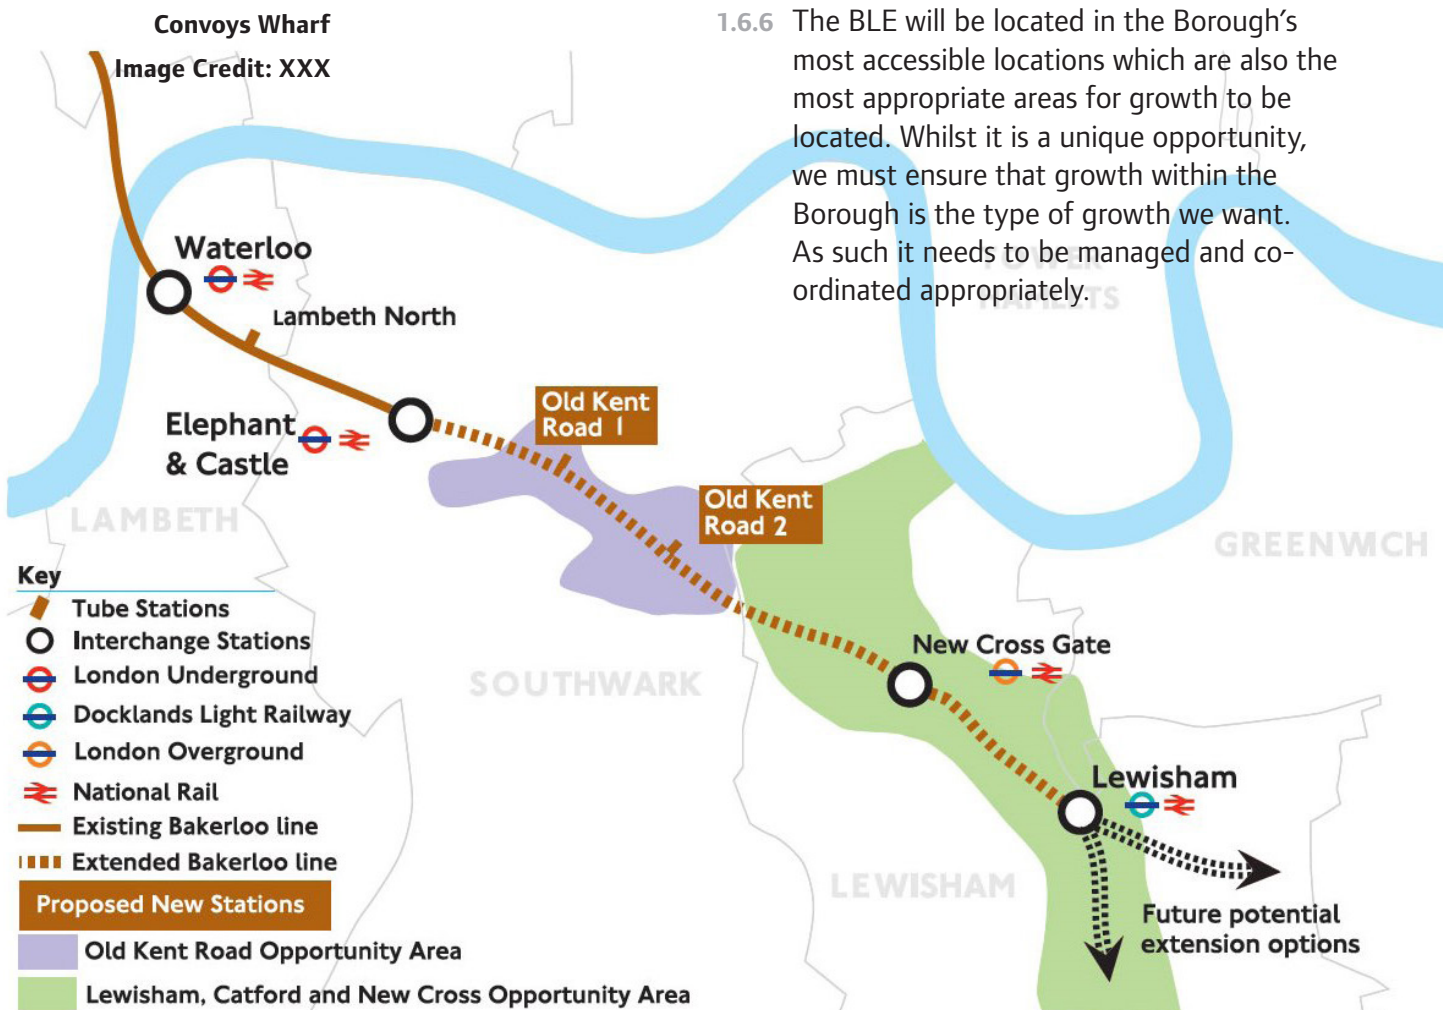 Convoys Wharf
Image Credit: XXX
1.6.6 The BLE will be located in the Borough’s
most accessible locations which are also the
most appropriate areas for growth to be
located. Whilst it is a unique opportunity,
we must ensure that growth within the
Borough is the type of growth we want.
As such it needs to be managed and co-
ordinated appropriately.
TOWER
HAMLETS
Waterloo
Lambeth North
Elephant
& Castle
Old Kent
Road 1
Old Kent
Road 2
LAMBETH
GREENWICH
SOUTHWARK
New Cross Gate
Lewisham
LEWISHAM
Future potential
extension options
Key
Tube Stations
Interchange Stations
London Underground
Docklands Light Railway
London Overground
National Rail
Existing Bakerloo line
Extended Bakerloo line
Proposed New Stations
Old Kent Road Opportunity Area
Lewisham, Catford and New Cross Opportunity Area